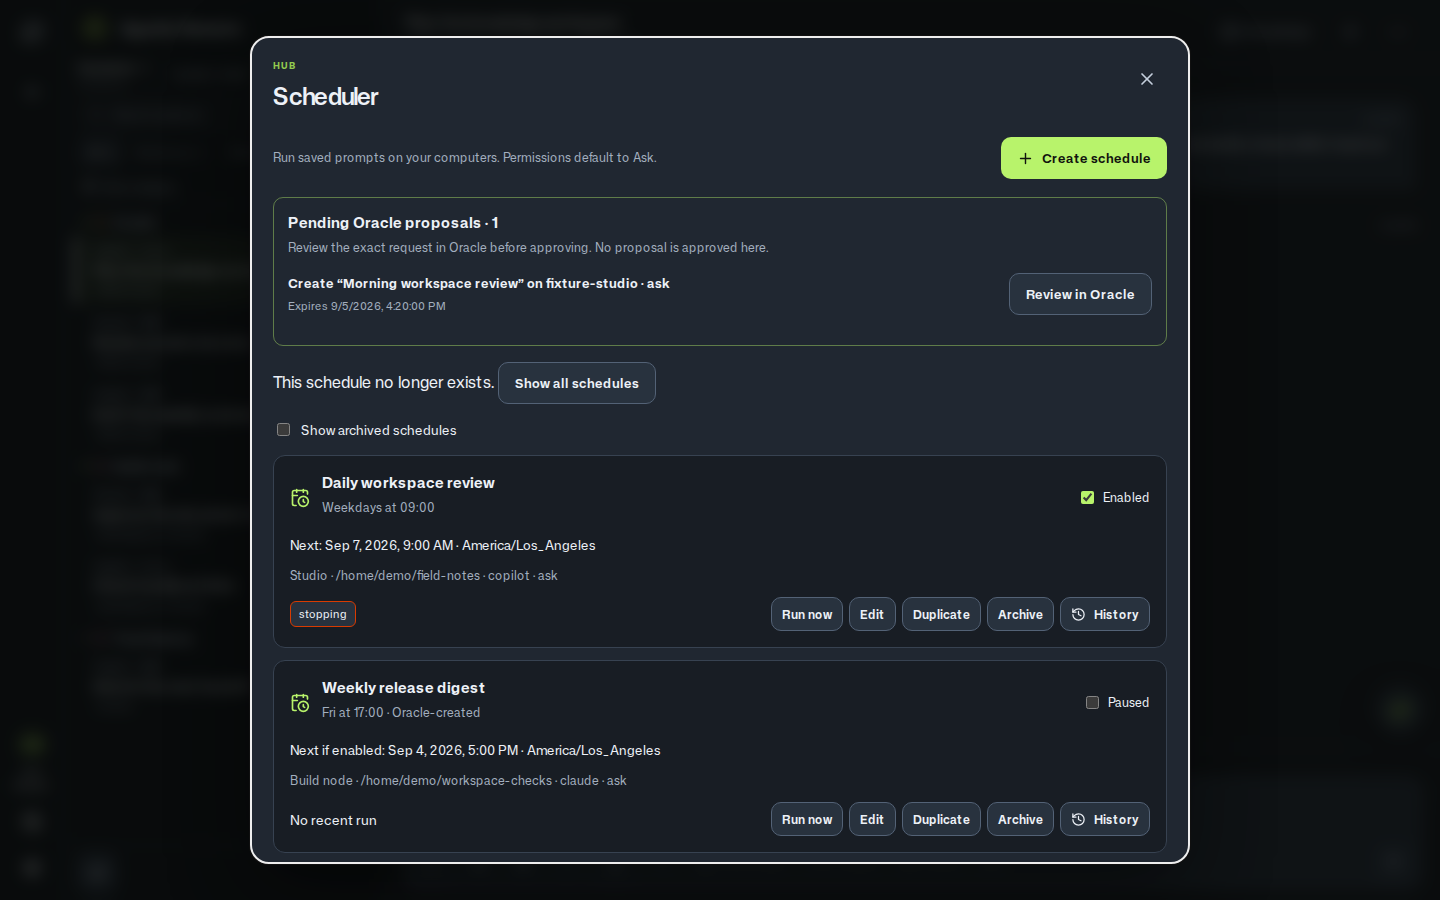 HUB
Scheduler
Run saved prompts on your computers. Permissions default to Ask.
Create schedule
Pending Oracle proposals · 1
Review the exact request in Oracle before approving. No proposal is approved here.
Create “Morning workspace review” on fixture-studio · ask
Review in Oracle
Expires 9/5/2026, 4:20:00 PM
This schedule no longer exists.
Show all schedules
Show archived schedules
Daily workspace review
Weekdays at 09:00
Enabled
Next: Sep 7, 2026, 9:00 AM · America/Los_Angeles
Studio · /home/demo/field-notes · copilot · ask
stopping
Run now
Edit
Duplicate
Archive
History
Weekly release digest
Fri at 17:00 · Oracle-created
Paused
Next if enabled: Sep 4, 2026, 5:00 PM · America/Los_Angeles
Build node · /home/demo/workspace-checks · claude · ask
No recent run
Run now
Edit
Duplicate
Archive
History